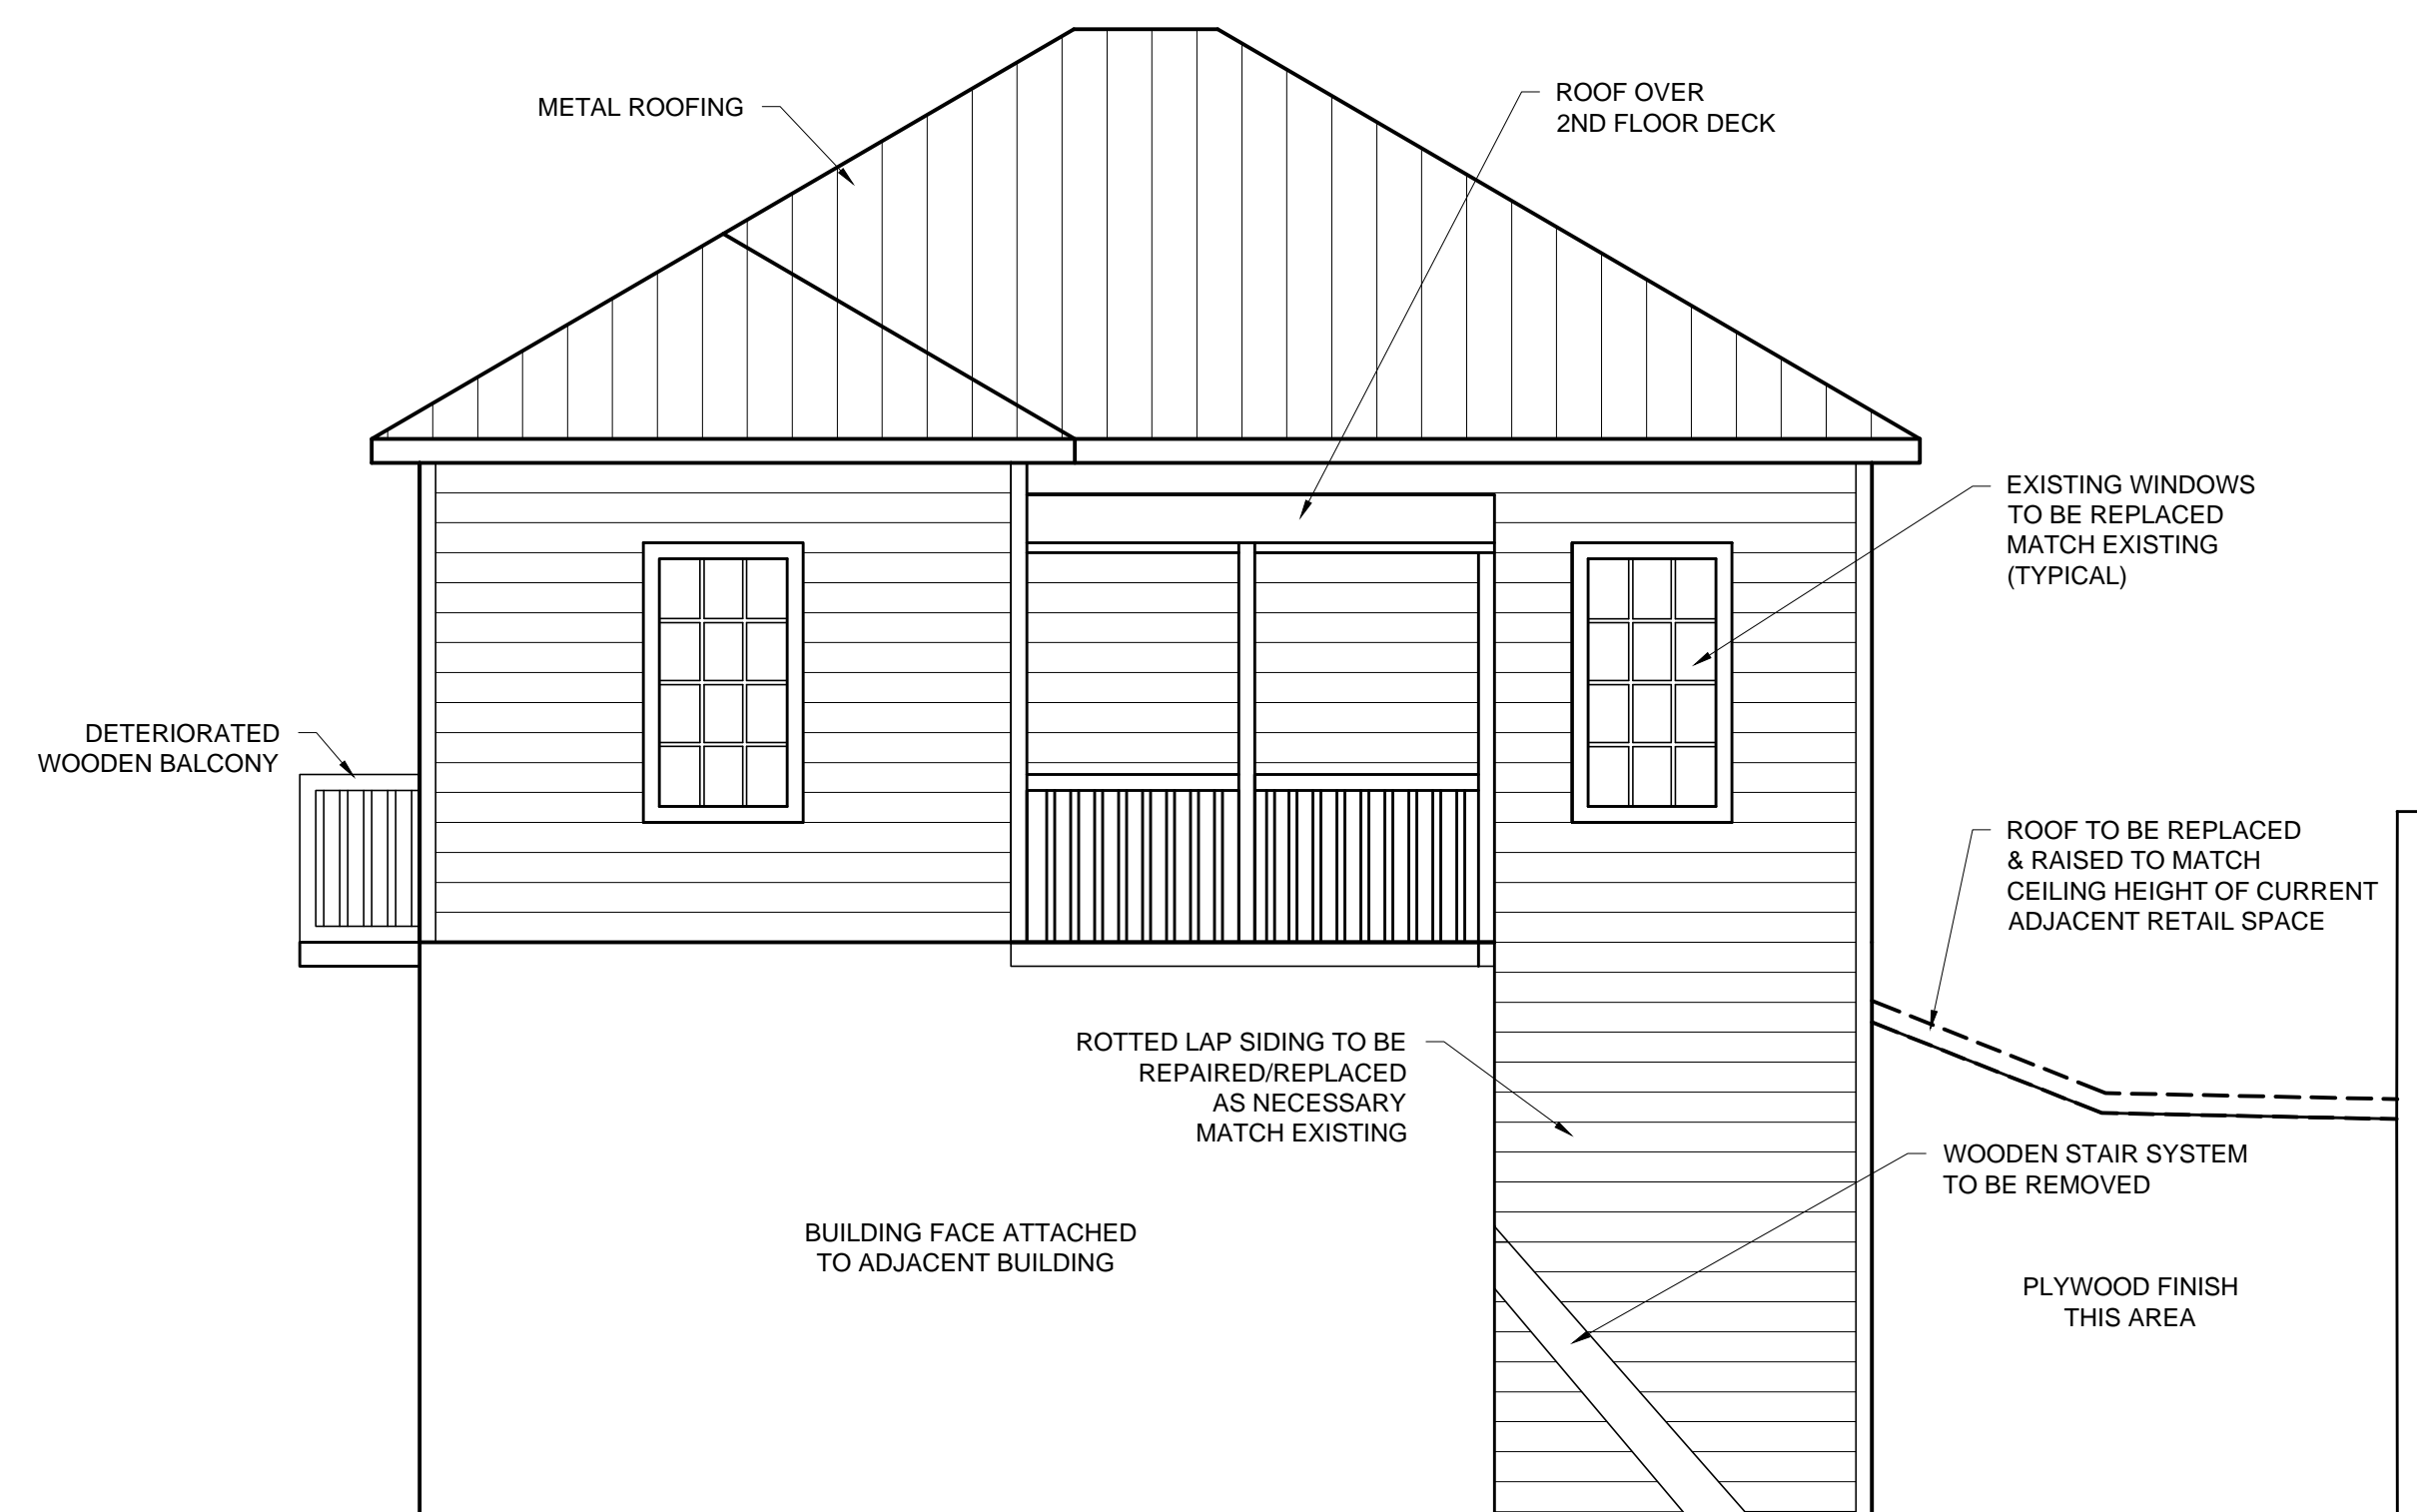 METAL ROOFING
ROOF OVER
2ND FLOOR DECK
EXISTING WINDOWS
TO BE REPLACED
MATCH EXISTING
(TYPICAL)
DETERIORATED
WOODEN BALCONY
ROOF TO BE REPLACED
& RAISED TO MATCH
CEILING HEIGHT OF CURRENT
ADJACENT RETAIL SPACE
ROTTED LAP SIDING TO BE
REPAIRED/REPLACED
AS NECESSARY
MATCH EXISTING
WOODEN STAIR SYSTEM
TO BE REMOVED
BUILDING FACE ATTACHED
TO ADJACENT BUILDING
PLYWOOD FINISH
THIS AREA